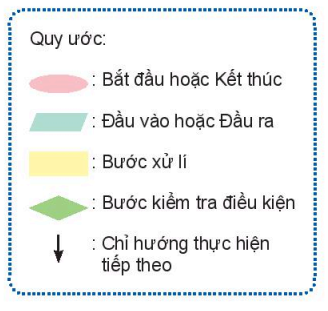 Quy ước:
: Bắt đầu hoặc Kết thúc
: Đầu vào hoặc Đầu ra
: Bước xử lí
: Bước kiểm tra điều kiện
: Chỉ hướng thực hiện
tiếp theo